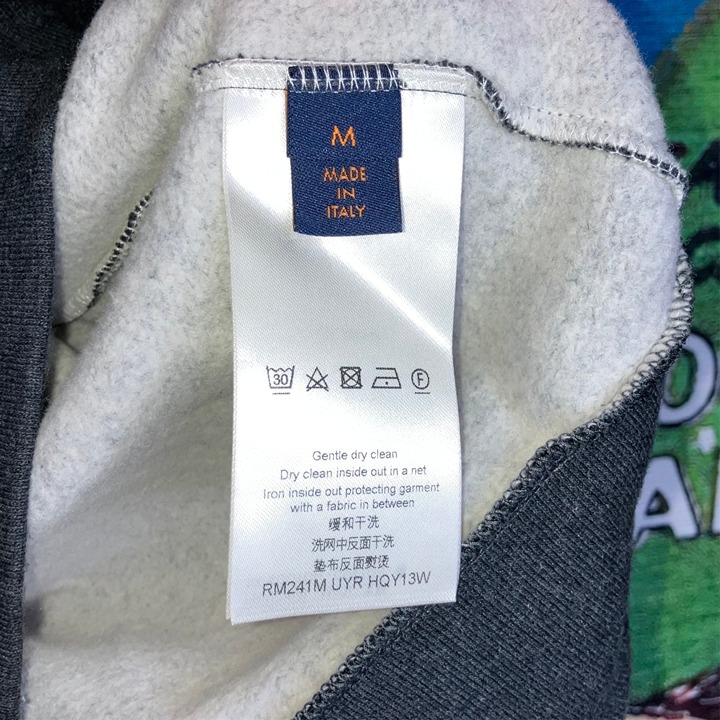 M
MADE
IN
ITALY
30
F
Gentle dry clean
Dry clean inside out in a net
Iron inside out protecting garment
with a fabric in between
缓和干洗
洗网中反面干洗
垫布反面熨烫
RM241M UYR HQY13W
O
A